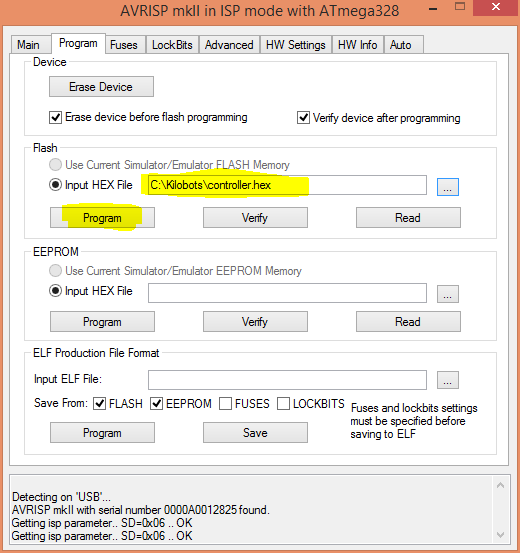 AVRISP mkII in ISP mode with ATmega328
Main Program Fuses LockBits Advanced HW Settings HW Info Auto
Device
Erase Device
Erase device before flash programming Verify device after programming
Flash
Use Current Simulator/Emulator FLASH Memory
Input HEX File C:\Kilobots\controller.hex ...
Program Verify Read
EEPROM
Use Current Simulator/Emulator EEPROM Memory
Input HEX File ...
Program Verify Read
ELF Production File Format
Input ELF File: ...
Save From: FLASH EEPROM FUSES LOCKBITS
Fuses and lockbits settings
must be specified before
saving to ELF
Program Save
Detecting on 'USB'...
AVRISP mkII with serial number 0000A0012825 found.
Getting isp parameter.. SD=0x06 .. OK
Getting isp parameter.. SD=0x06 .. OK